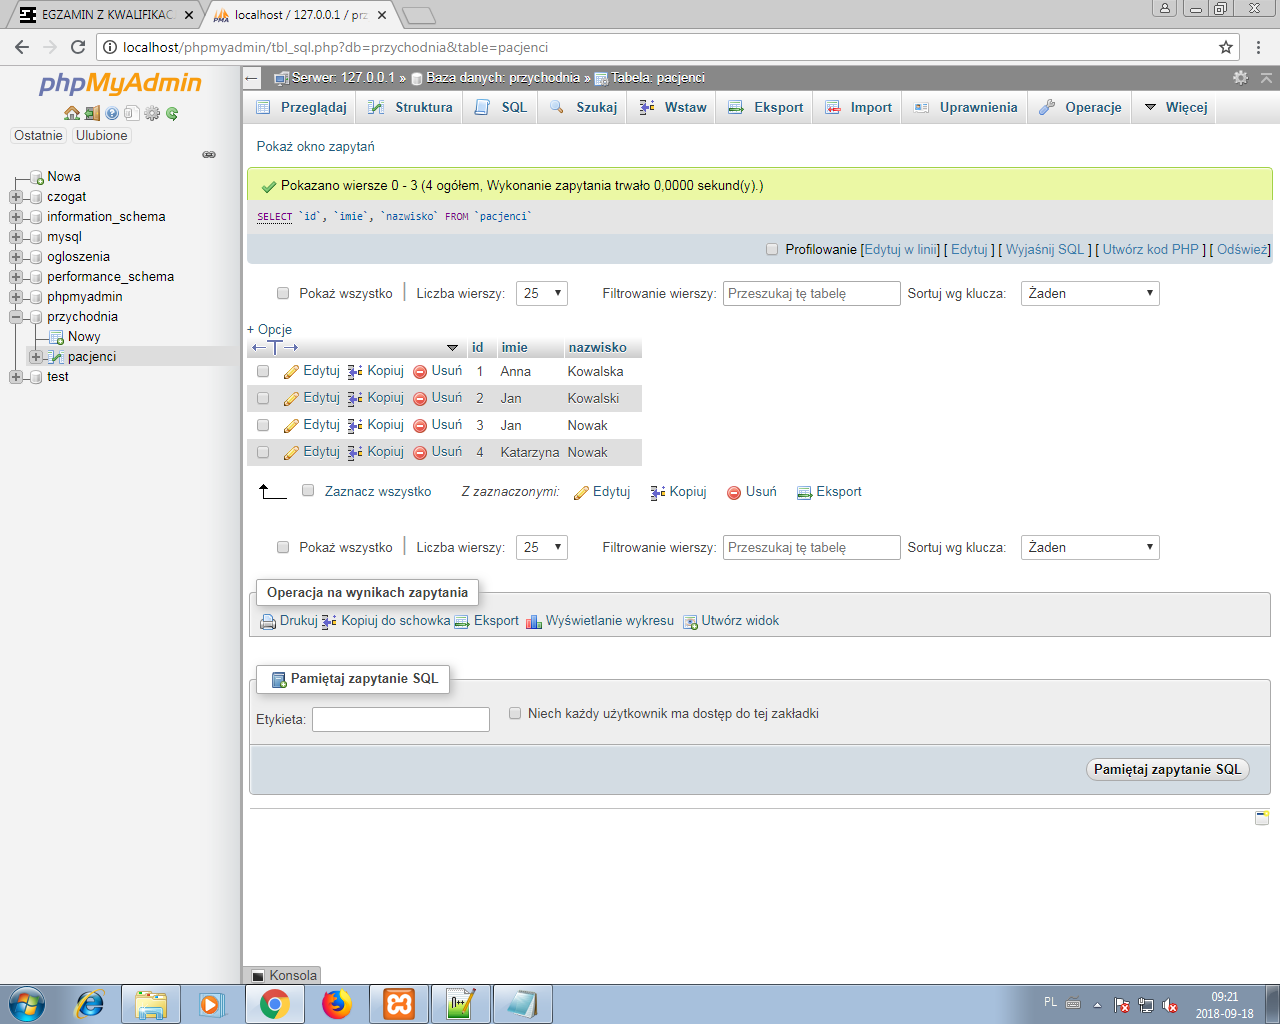 EGZAMIN Z KWALIFIKAC
localhost / 127.0.0.1 / prz
localhost/phpmyadmin/tbl_sql.php?db=przychodnia&table=pacjenci
phpMyAdmin
Ostatnie
Ulubione
Nowa
czogat
information_schema
mysql
ogloszenia
performance_schema
phpmyadmin
przychodnia
Nowy
pacjenci
test
Serwer: 127.0.0.1 » Baza danych: przychodnia » Tabela: pacjenci
Przeglądaj Struktura SQL Szukaj Wstaw Eksport Import Uprawnienia Operacje Więcej
Pokaż okno zapytań
Pokazano wiersze 0 - 3 (4 ogółem, Wykonanie zapytania trwało 0,0000 sekund(y).)
SELECT `id`, `imie`, `nazwisko` FROM `pacjenci`
Profilowanie [Edytuj w linii] [ Edytuj ] [ Wyjaśnij SQL ] [ Utwórz kod PHP ] [ Odśwież]
Pokaż wszystko Liczba wierszy: 25 Filtrowanie wierszy: Przeszukaj tę tabelę Sortuj wg klucza: Żaden
+ Opcje
id imie nazwisko
Edytuj Kopiuj Usuń 1 Anna Kowalska
Edytuj Kopiuj Usuń 2 Jan Kowalski
Edytuj Kopiuj Usuń 3 Jan Nowak
Edytuj Kopiuj Usuń 4 Katarzyna Nowak
Zaznacz wszystko Z zaznaczonymi: Edytuj Kopiuj Usuń Eksport
Pokaż wszystko Liczba wierszy: 25 Filtrowanie wierszy: Przeszukaj tę tabelę Sortuj wg klucza: Żaden
Operacja na wynikach zapytania
Drukuj Kopiuj do schowka Eksport Wyświetlanie wykresu Utwórz widok
Pamiętaj zapytanie SQL
Etykieta: Niech każdy użytkownik ma dostęp do tej zakładki
Pamiętaj zapytanie SQL
Konsola
PL
09:21
2018-09-18